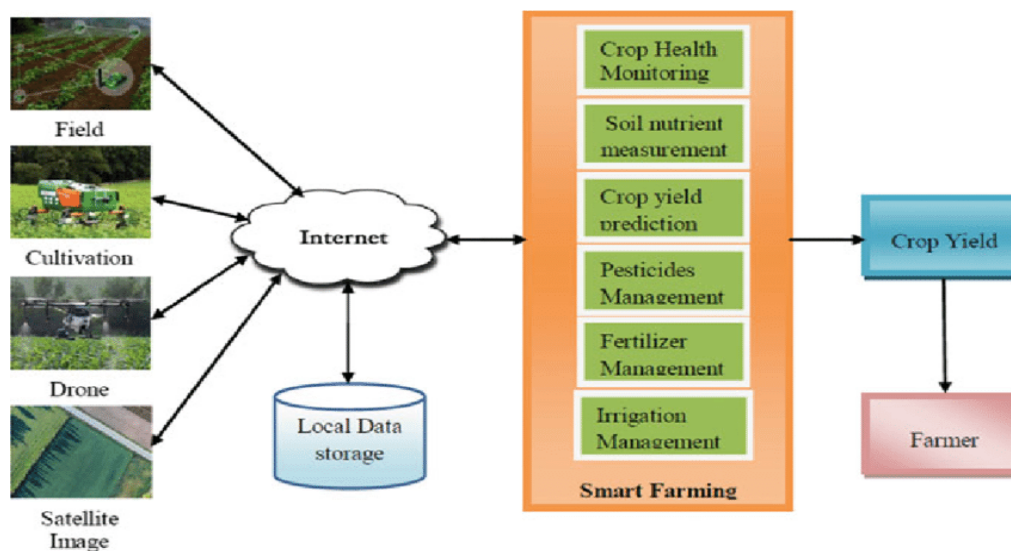 Field
Cultivation
Drone
Satellite
Image
Internet
Local Data
storage
Crop Health
Monitoring
Soil nutrient
measurement
Crop yield
prediction
Pesticides
Management
Fertilizer
Management
Irrigation
Management
Smart Farming
Crop Yield
Farmer